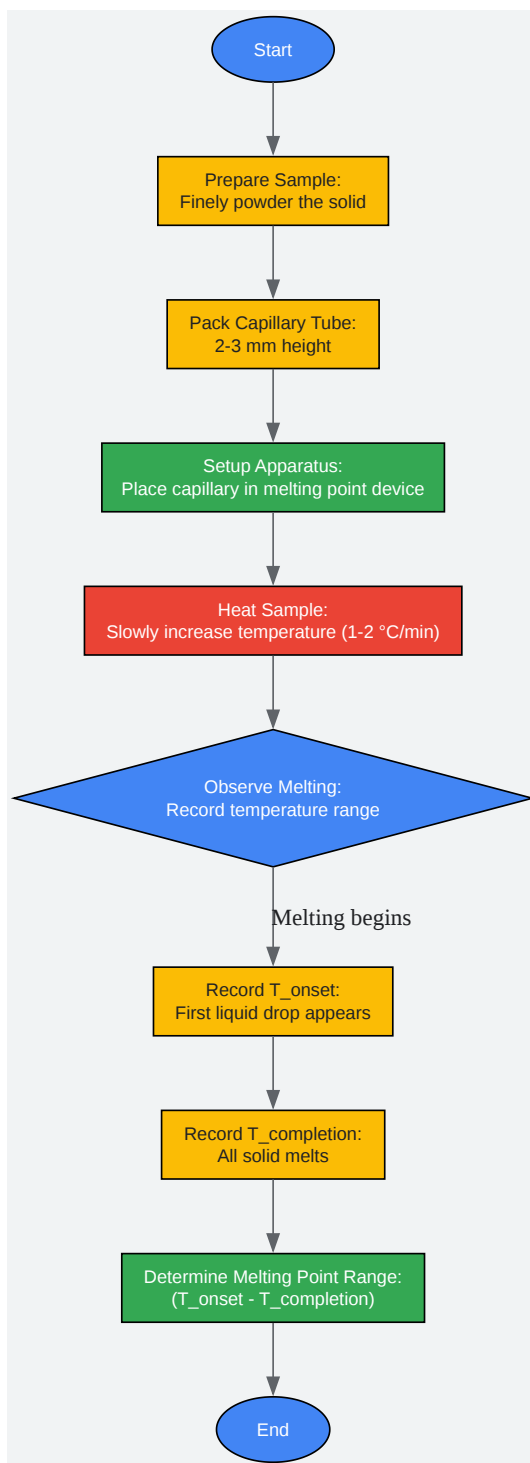 Start
Prepare Sample:
Finely powder the solid
Pack Capillary Tube:
2-3 mm height
Setup Apparatus:
Place capillary in melting point device
Heat Sample:
Slowly increase temperature (1-2 °C/min)
Observe Melting:
Record temperature range
Melting begins
Record T_onset:
First liquid drop appears
Record T_completion:
All solid melts
Determine Melting Point Range:
(T_onset - T_completion)
End